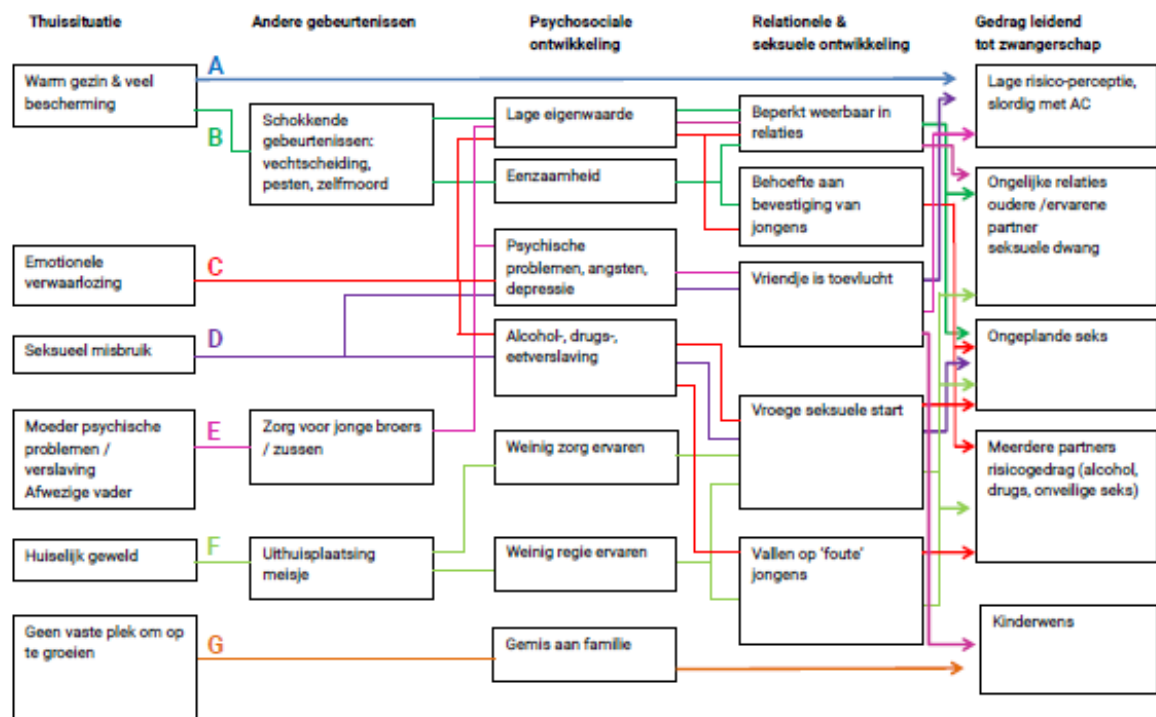 Thuissituatie
Andere gebeurtenissen
Psychosociale
ontwikkeling
Relationele &
seksuele ontwikkeling
Gedrag leidend
tot zwangerschap
A
Warm gezin & veel
bescherming
B
Schokkende
gebeurtenissen:
vechtscheiding,
pesten, zelfmoord
Lage eigenwaarde
Eenzaamheid
Beperkt weerbaar in
relaties
Behoefte aan
bevestiging van
jongens
Lage risico-perceptie,
slordig met AC
Ongelijke relaties
oudere /ervarene
partner
seksuele dwang
Emotionele
verwaarlozing
C
Psychische
problemen, angsten,
depressie
Vriendje is toevlucht
Seksueel misbruik
D
Alcohol-, drugs-,
eetverslaving
Ongeplande seks
Moeder psychische
problemen /
verslaving
Afwezige vader
E
Zorg voor jonge broers
/ zussen
Weinig zorg ervaren
Vroege seksuele start
Meerdere partners
risicogedrag (alcohol,
drugs, onveilige seks)
Huiselijk geweld
F
Uithuisplaatsing
meisje
Weinig regie ervaren
Vallen op 'foute'
jongens
Geen vaste plek om op
te groeien
G
Gemis aan familie
Kinderwens